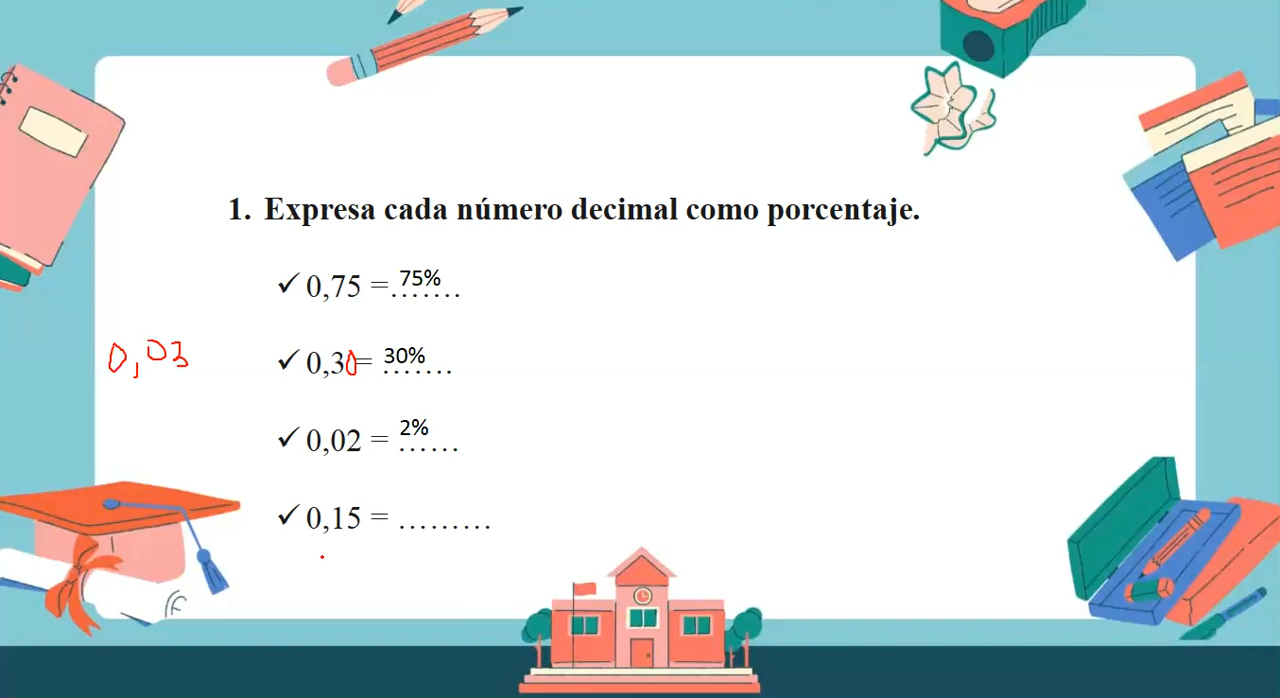 1. Expresa cada número decimal como porcentaje.
✓ 0,75 = 75% .......
0,03
✓ 0,30 = 30% .......
✓ 0,02 = 2% ......
✓ 0,15 = .........